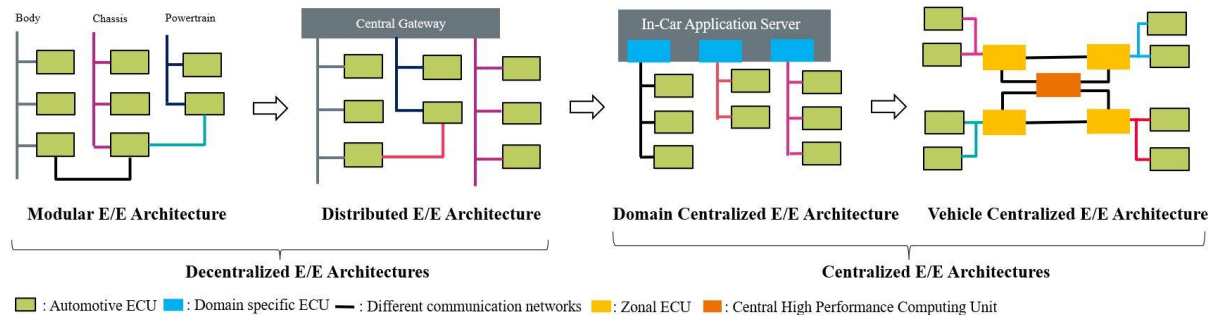 Body Chassis Powertrain
Central Gateway
In-Car Application Server
Modular E/E Architecture
Distributed E/E Architecture
Domain Centralized E/E Architecture
Vehicle Centralized E/E Architecture
Decentralized E/E Architectures
Centralized E/E Architectures
: Automotive ECU : Domain specific ECU : Different communication networks : Zonal ECU : Central High Performance Computing Unit